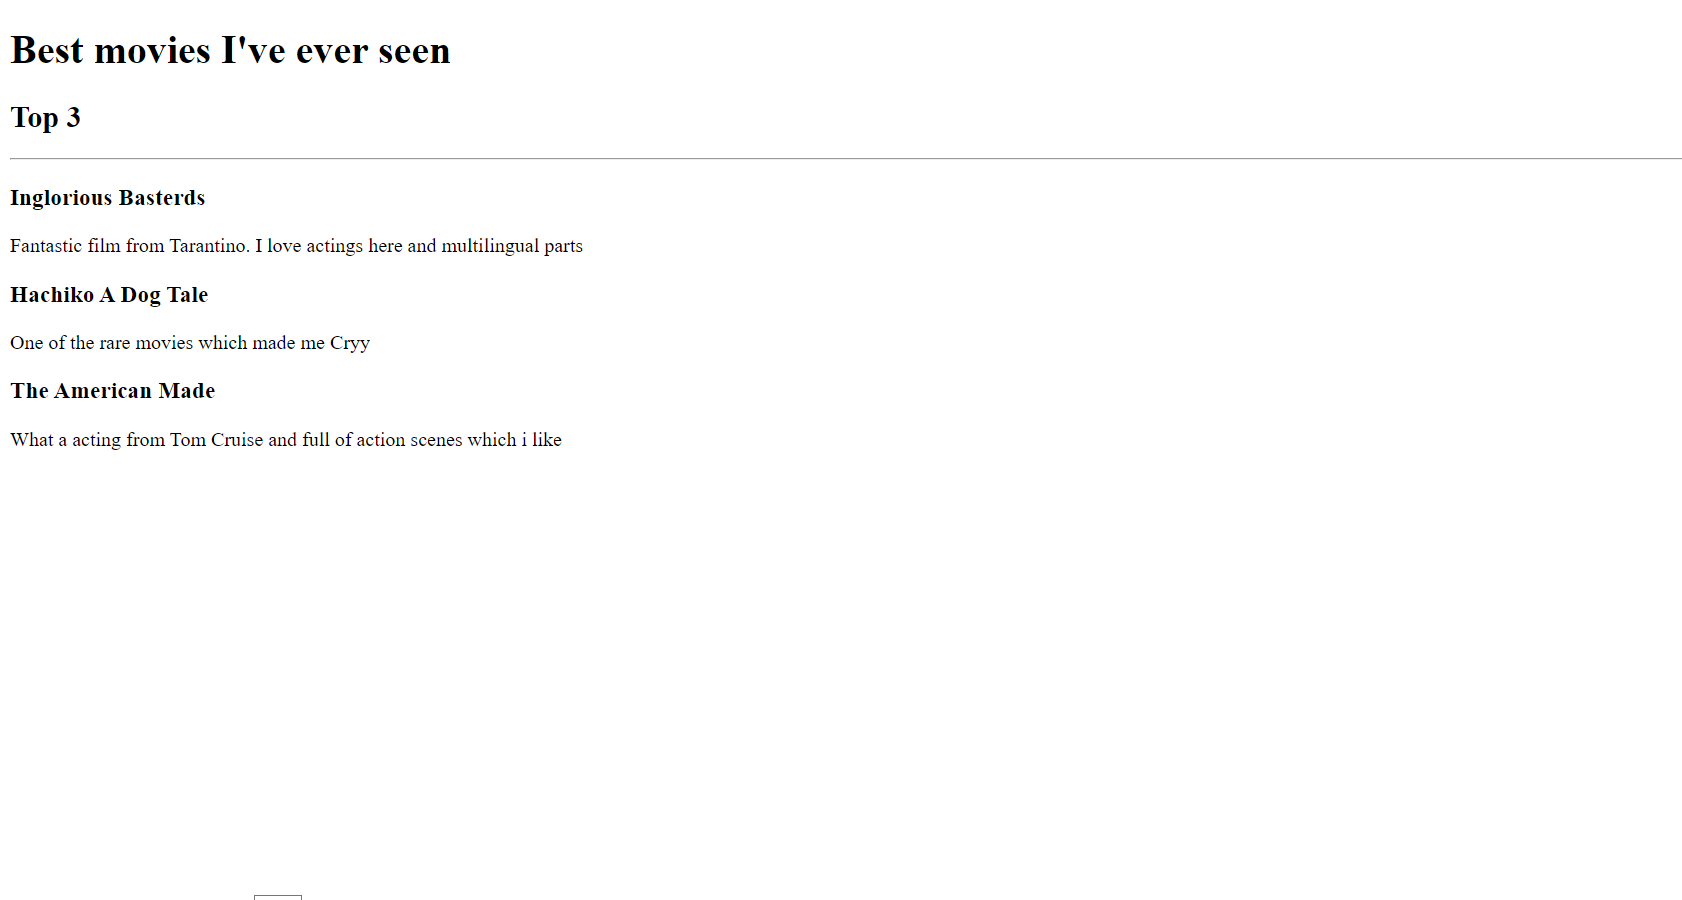 Best movies I've ever seen
Top 3
Inglorious Basterds
Fantastic film from Tarantino. I love actings here and multilingual parts
Hachiko A Dog Tale
One of the rare movies which made me Cryy
The American Made
What a acting from Tom Cruise and full of action scenes which i like